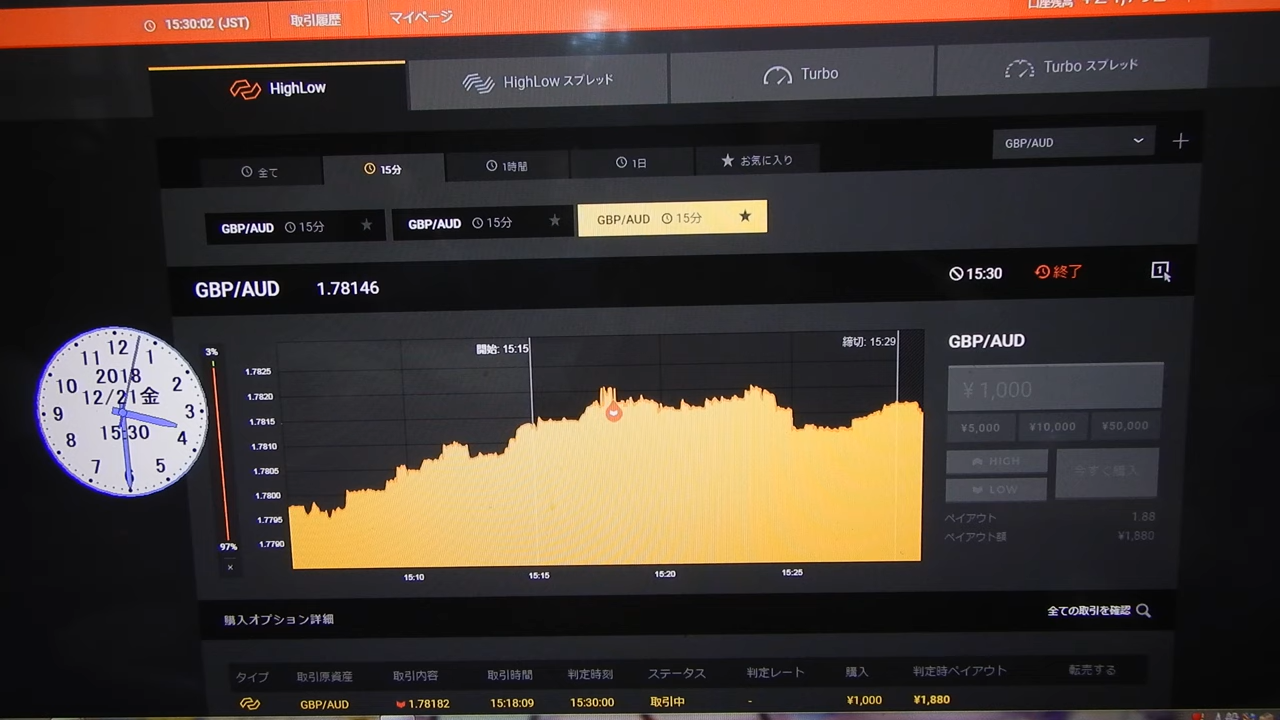 15:30:02 (JST) 取引履歴 マイページ
HighLow HighLow スプレッド Turbo Turbo スプレッド
全て 15分 1時間 1日 お気に入り GBP/AUD
GBP/AUD 15分 GBP/AUD 15分 GBP/AUD 15分
GBP/AUD 1.78146 15:30 終了 1
12 1 2 3 4 5 6 7 8 9 10 11
2018
12/21金
15:30
3%
97%
×
開始: 15:15 締切: 15:29
1.7825
1.7820
1.7815
1.7810
1.7805
1.7800
1.7795
1.7790
15:10 15:15 15:20 15:25
GBP/AUD
¥1,000
¥5,000 ¥10,000 ¥50,000
HIGH
LOW
今すぐ購入
ペイアウト 1.88
ペイアウト額 ¥1,880
購入オプション詳細 全ての取引を確認
タイプ 取引原資産 取引内容 取引時間 判定時刻 ステータス 判定レート 購入 判定時ペイアウト 転売する
GBP/AUD 1.78182 15:18:09 15:30:00 取引中 - ¥1,000 ¥1,880